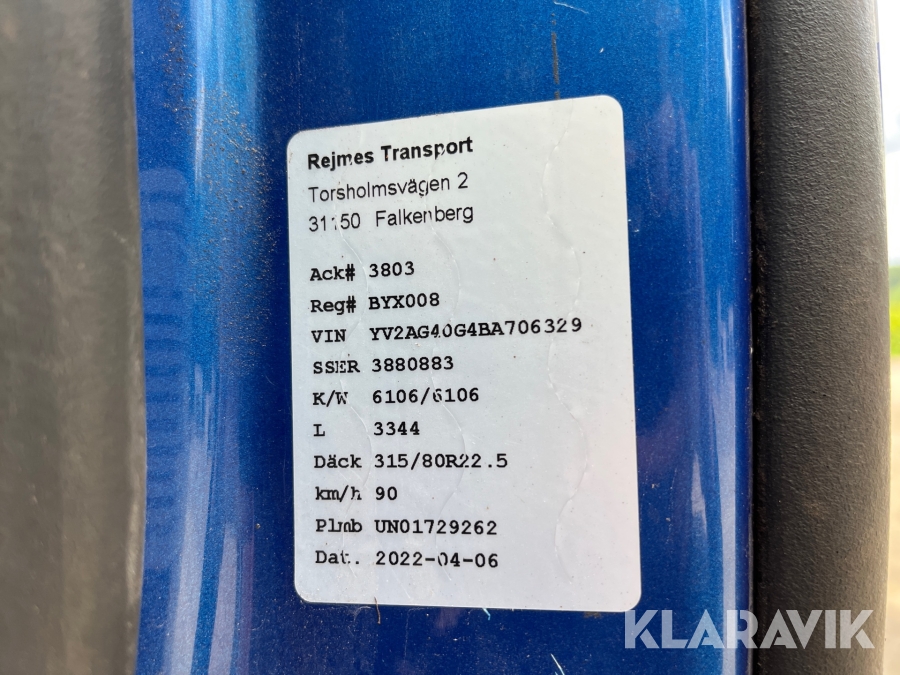 Rejmes Transport
Torsholmsvägen 2
31150 Falkenberg
Ack# 3803
Reg# BYX008
VIN YV2AG40G4BA706329
SSER 3880883
K/W 6106/6106
L 3344
Däck 315/80R22.5
km/h 90
Plmb UN01729262
Dat. 2022-04-06
KLARAVIK